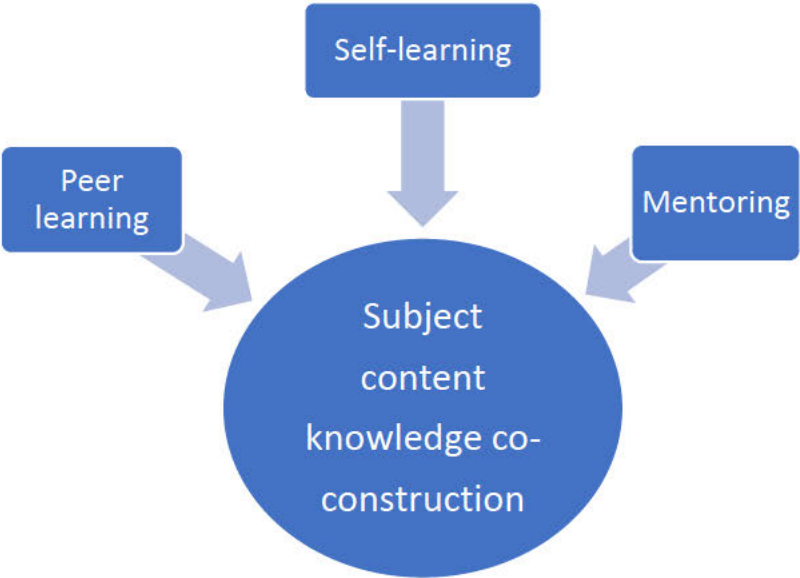 Self-learning
Peer
learning
Mentoring
Subject
content
knowledge co-
construction